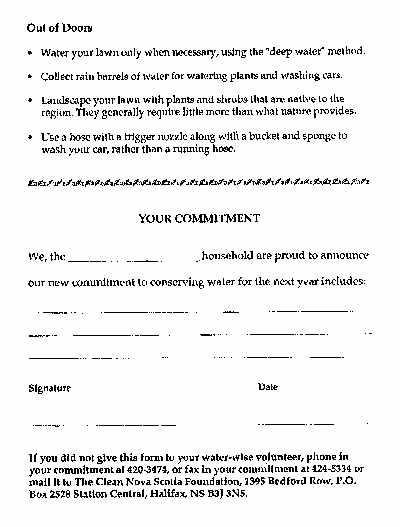 Out of Doors
• Water your lawn only when necessary, using the "deep water" method.
• Collect rain barrels of water for watering plants and washing cars.
• Landscape your lawn with plants and shrubs that are native to the
region. They generally require little more than what nature provides.
• Use a hose with a trigger nozzle along with a bucket and sponge to
wash your car, rather than a running hose.
YOUR COMMITMENT
We, the ____________________ household are proud to announce
our new commitment to conserving water for the next year includes:
Signature Date
If you did not give this form to your water-wise volunteer, phone in
your commitment at 420-3474, or fax in your commitment at 424-5334 or
mail it to The Clean Nova Scotia Foundation, 1395 Bedford Row, P.O.
Box 2528 Station Central, Halifax, NS B3J 3N5.